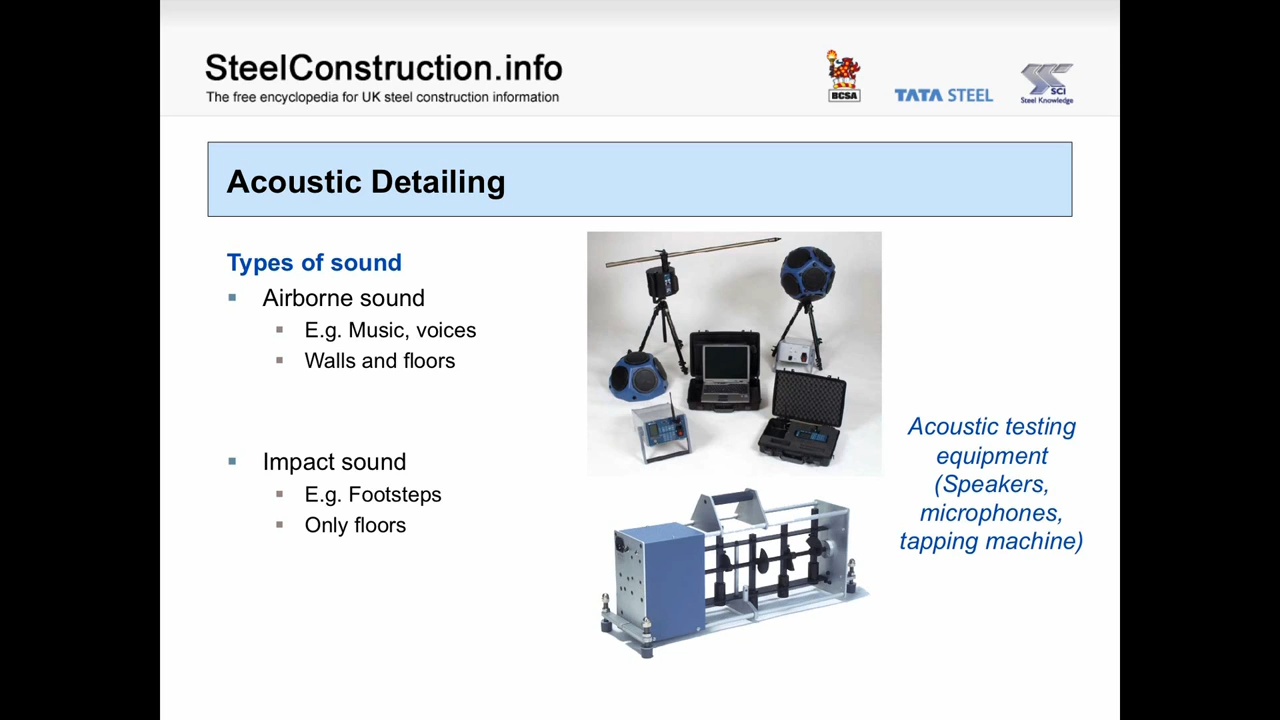 SteelConstruction.info
The free encyclopedia for UK steel construction information
BCSA
TATA STEEL
SCI
Steel Knowledge
Acoustic Detailing
Types of sound
Airborne sound
E.g. Music, voices
Walls and floors
Impact sound
E.g. Footsteps
Only floors
Acoustic testing
equipment
(Speakers,
microphones,
tapping machine)